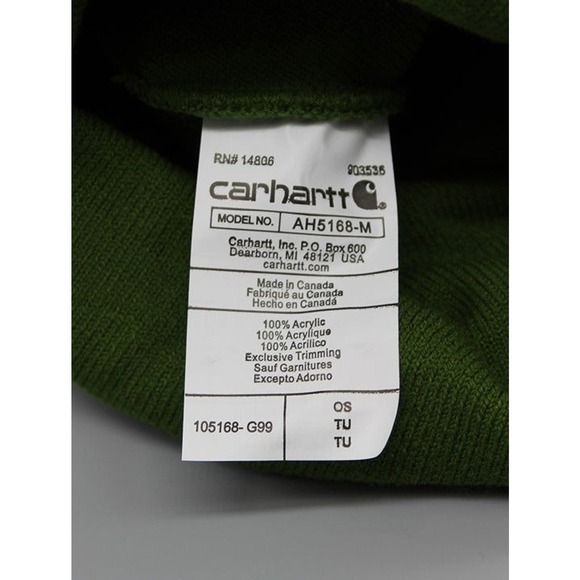 RN# 14806 903535
carhartt
MODEL NO. AH5168-M
Carhartt, Inc. P.O. Box 600
Dearborn, MI 48121 USA
carhartt.com
Made in Canada
Fabriqué au Canada
Hecho en Canada
100% Acrylic
100% Acrylique
100% Acrilico
Exclusive Trimming
Sauf Garnitures
Excepto Adorno
105168- G99
OS
TU
TU